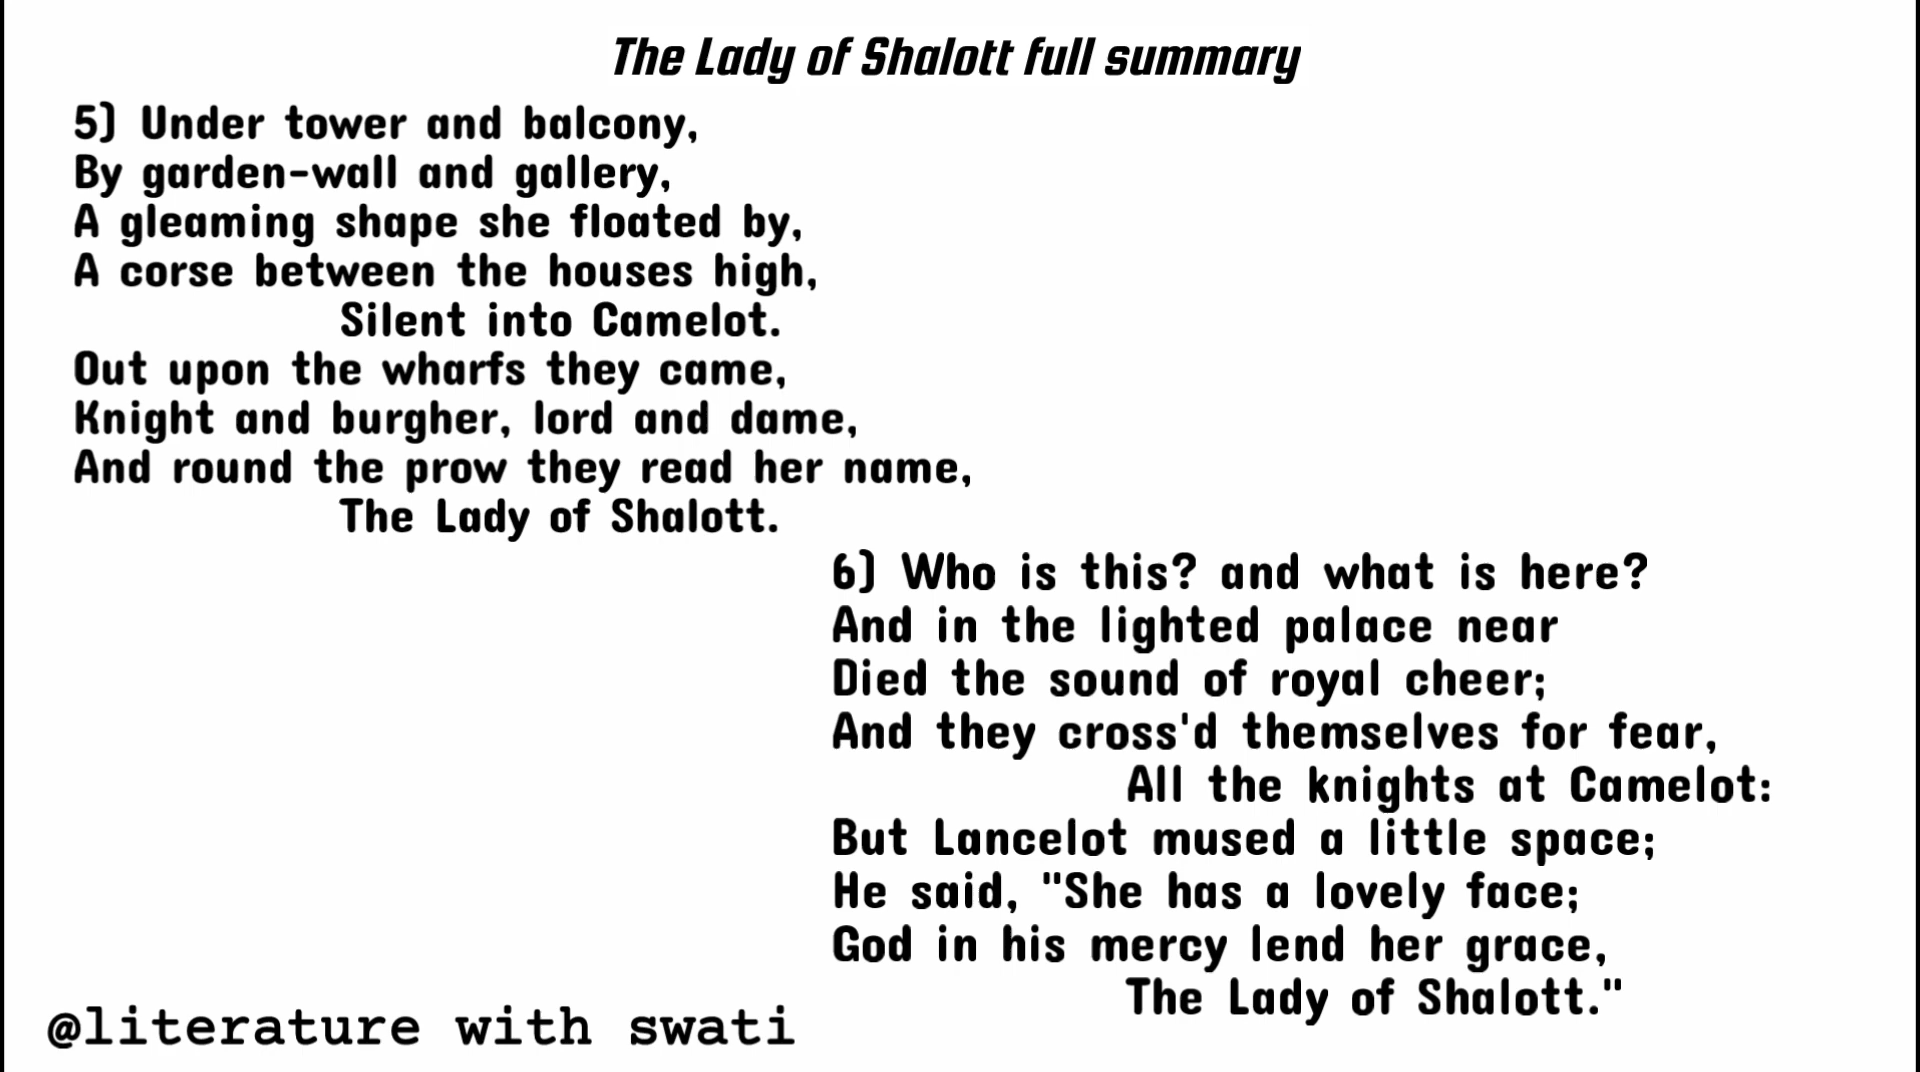 The Lady of Shalott full summary
5) Under tower and balcony,
By garden-wall and gallery,
A gleaming shape she floated by,
A corse between the houses high,
Silent into Camelot.
Out upon the wharfs they came,
Knight and burgher, lord and dame,
And round the prow they read her name,
The Lady of Shalott.
6) Who is this? and what is here?
And in the lighted palace near
Died the sound of royal cheer;
And they cross'd themselves for fear,
All the knights at Camelot:
But Lancelot mused a little space;
He said, "She has a lovely face;
God in his mercy lend her grace,
The Lady of Shalott."
@literature with swati